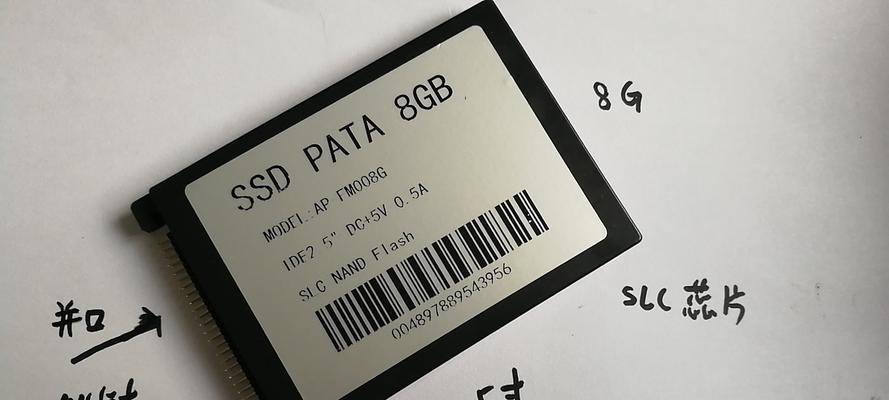 SSD PATA 8GB
MODEL.:AP FM008G
IDE2 5" DC+5V 0.5A
SLC NAND Flash
004897889543956
8G
SLC芯片
并口